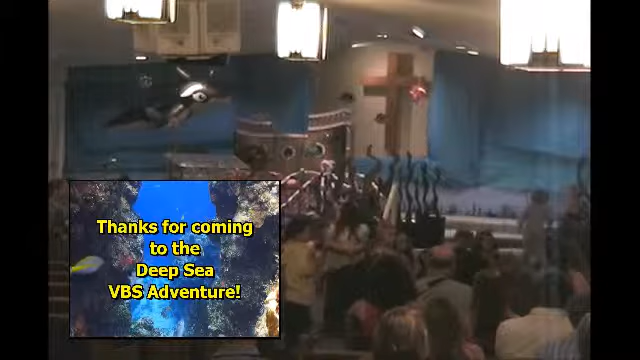 Thanks for coming
to the
Deep Sea
VBS Adventure!